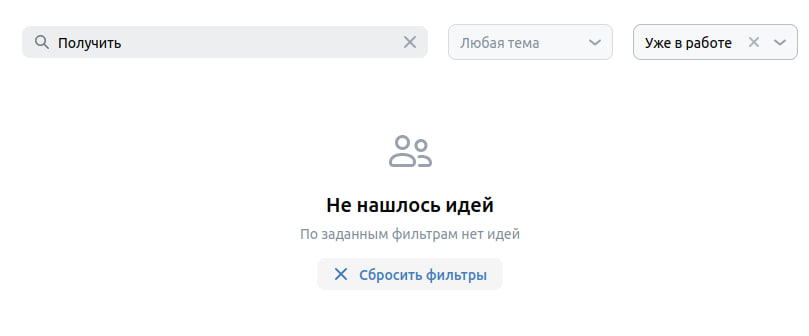 Получить
Любая тема
Уже в работе
Не нашлось идей
По заданным фильтрам нет идей
Сбросить фильтры